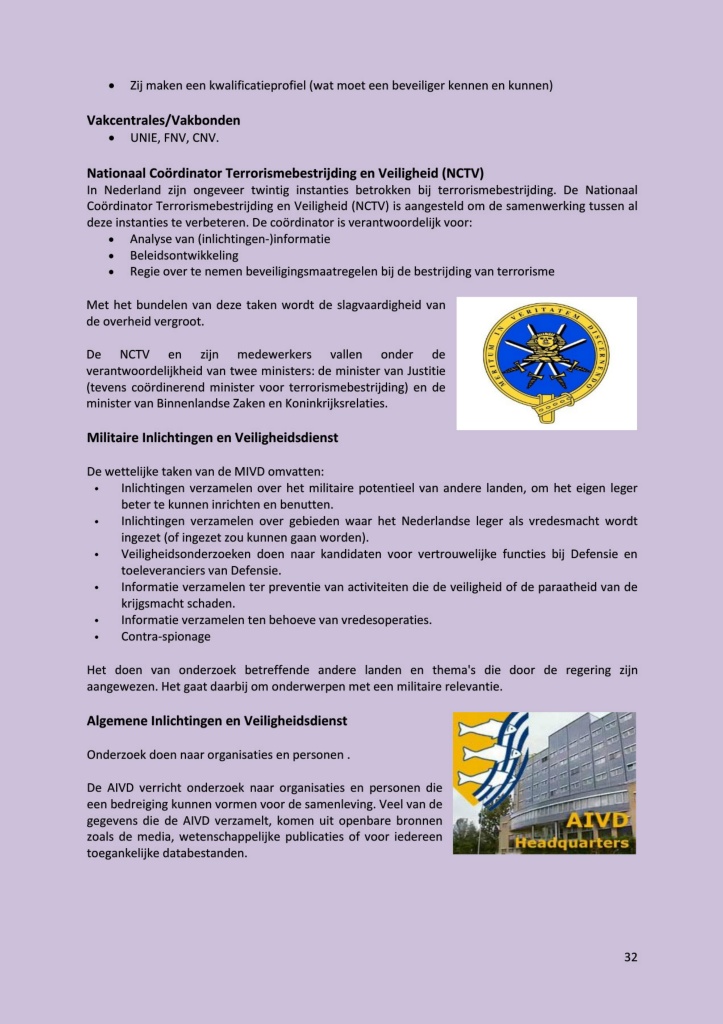 • Zij maken een kwalificatieprofiel (wat moet een beveiliger kennen en kunnen)
Vakcentrales/Vakbonden
• UNIE, FNV, CNV.
Nationaal Coördinator Terrorismebestrijding en Veiligheid (NCTV)
In Nederland zijn ongeveer twintig instanties betrokken bij terrorismebestrijding. De Nationaal
Coördinator Terrorismebestrijding en Veiligheid (NCTV) is aangesteld om de samenwerking tussen al
deze instanties te verbeteren. De coördinator is verantwoordelijk voor:
• Analyse van (inlichtingen-)informatie
• Beleidsontwikkeling
• Regie over te nemen beveiligingsmaatregelen bij de bestrijding van terrorisme
Met het bundelen van deze taken wordt de slagvaardigheid van
de overheid vergroot.
De NCTV en zijn medewerkers vallen onder de
verantwoordelijkheid van twee ministers: de minister van Justitie
(tevens coördinerend minister voor terrorismebestrijding) en de
minister van Binnenlandse Zaken en Koninkrijksrelaties.
MERITUM IN VERITATEM DISCERNENDO
Militaire Inlichtingen en Veiligheidsdienst
De wettelijke taken van de MIVD omvatten:
• Inlichtingen verzamelen over het militaire potentieel van andere landen, om het eigen leger
beter te kunnen inrichten en benutten.
• Inlichtingen verzamelen over gebieden waar het Nederlandse leger als vredesmacht wordt
ingezet (of ingezet zou kunnen gaan worden).
• Veiligheidsonderzoeken doen naar kandidaten voor vertrouwelijke functies bij Defensie en
toeleveranciers van Defensie.
• Informatie verzamelen ter preventie van activiteiten die de veiligheid of de paraatheid van de
krijgsmacht schaden.
• Informatie verzamelen ten behoeve van vredesoperaties.
• Contra-spionage
Het doen van onderzoek betreffende andere landen en thema's die door de regering zijn
aangewezen. Het gaat daarbij om onderwerpen met een militaire relevantie.
Algemene Inlichtingen en Veiligheidsdienst
Onderzoek doen naar organisaties en personen .
De AIVD verricht onderzoek naar organisaties en personen die
een bedreiging kunnen vormen voor de samenleving. Veel van de
gegevens die de AIVD verzamelt, komen uit openbare bronnen
zoals de media, wetenschappelijke publicaties of voor iedereen
toegankelijke databestanden.
AIVD
Headquarters
32